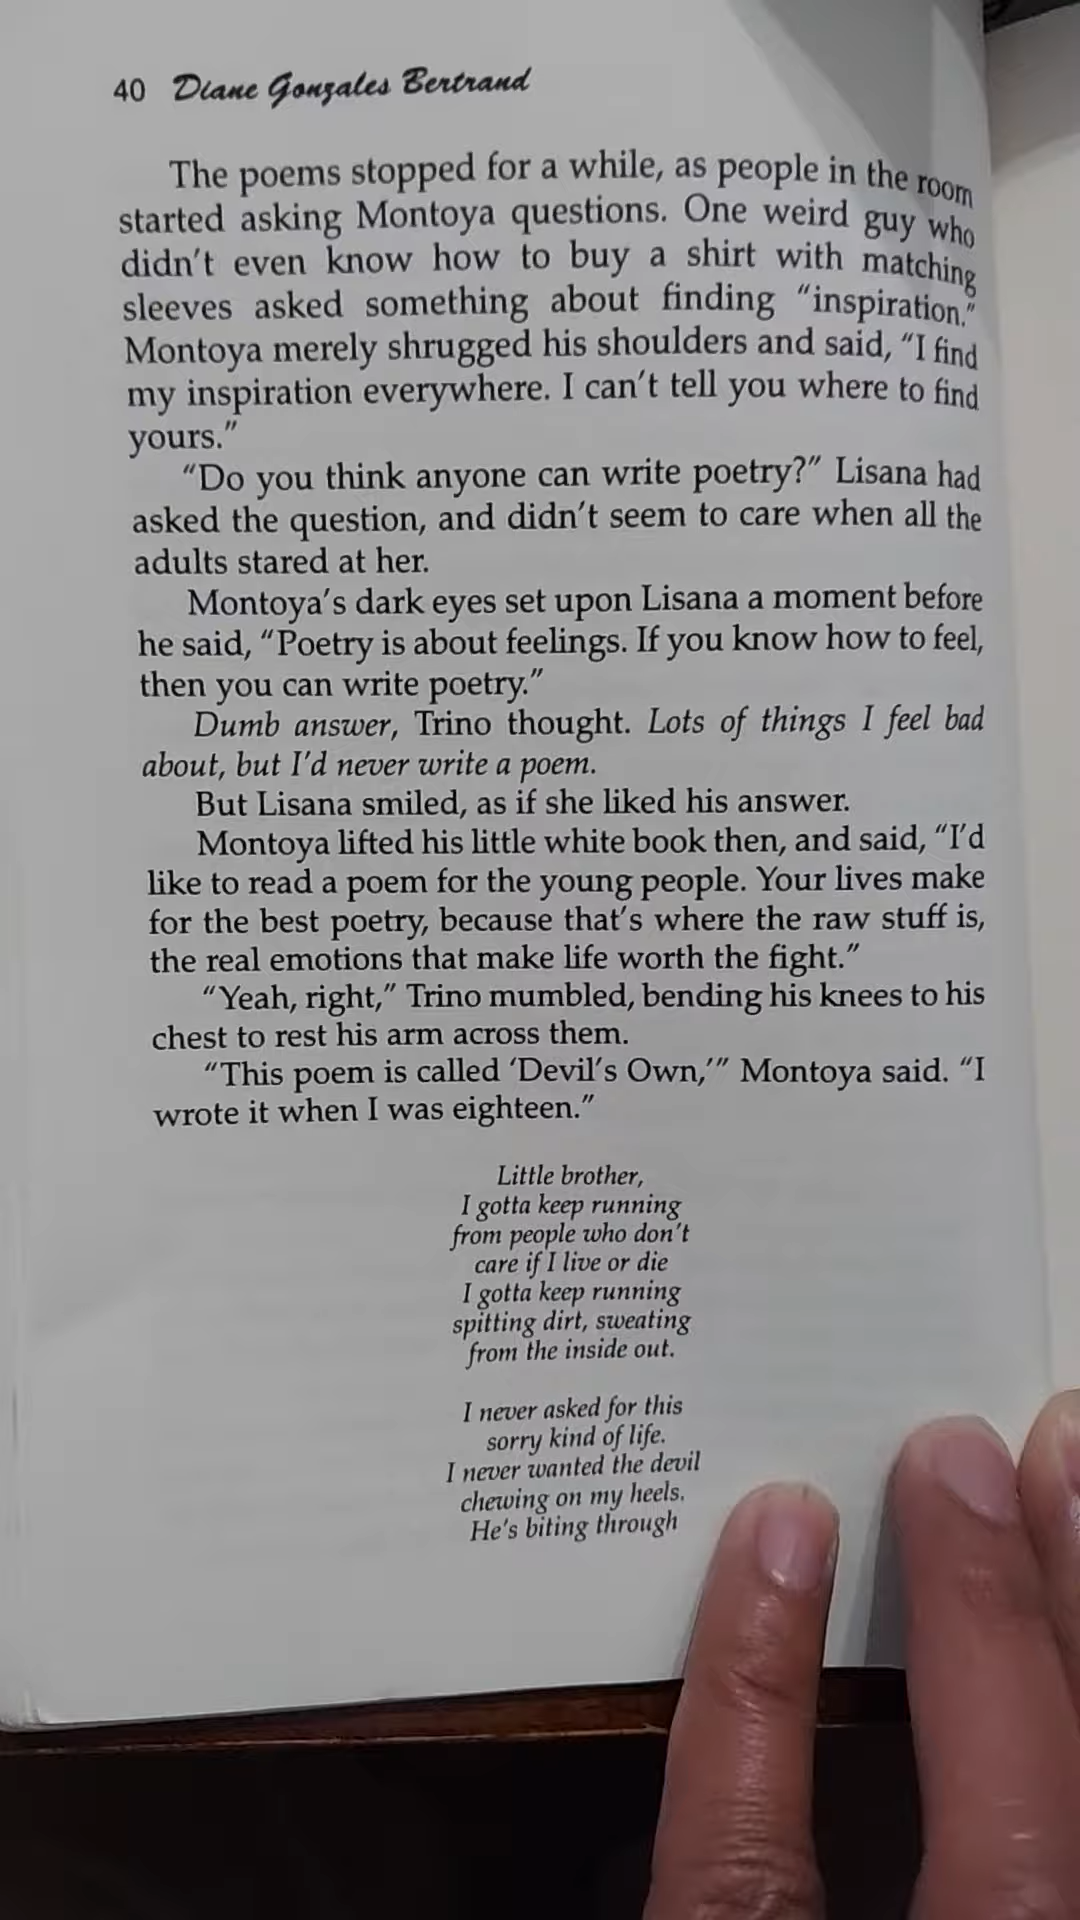 40 Diane Gonzales Bertrand
The poems stopped for a while, as people in the room
started asking Montoya questions. One weird guy who
didn't even know how to buy a shirt with matching
sleeves asked something about finding "inspiration."
Montoya merely shrugged his shoulders and said, "I find
my inspiration everywhere. I can't tell you where to find
yours."
"Do you think anyone can write poetry?" Lisana had
asked the question, and didn't seem to care when all the
adults stared at her.
Montoya's dark eyes set upon Lisana a moment before
he said, "Poetry is about feelings. If you know how to feel,
then you can write poetry."
Dumb answer, Trino thought. Lots of things I feel bad
about, but I'd never write a poem.
But Lisana smiled, as if she liked his answer.
Montoya lifted his little white book then, and said, "I'd
like to read a poem for the young people. Your lives make
for the best poetry, because that's where the raw stuff is,
the real emotions that make life worth the fight."
"Yeah, right," Trino mumbled, bending his knees to his
chest to rest his arm across them.
"This poem is called 'Devil's Own,'" Montoya said. "I
wrote it when I was eighteen."
Little brother,
I gotta keep running
from people who don't
care if I live or die
I gotta keep running
spitting dirt, sweating
from the inside out.
I never asked for this
sorry kind of life.
I never wanted the devil
chewing on my heels.
He's biting through